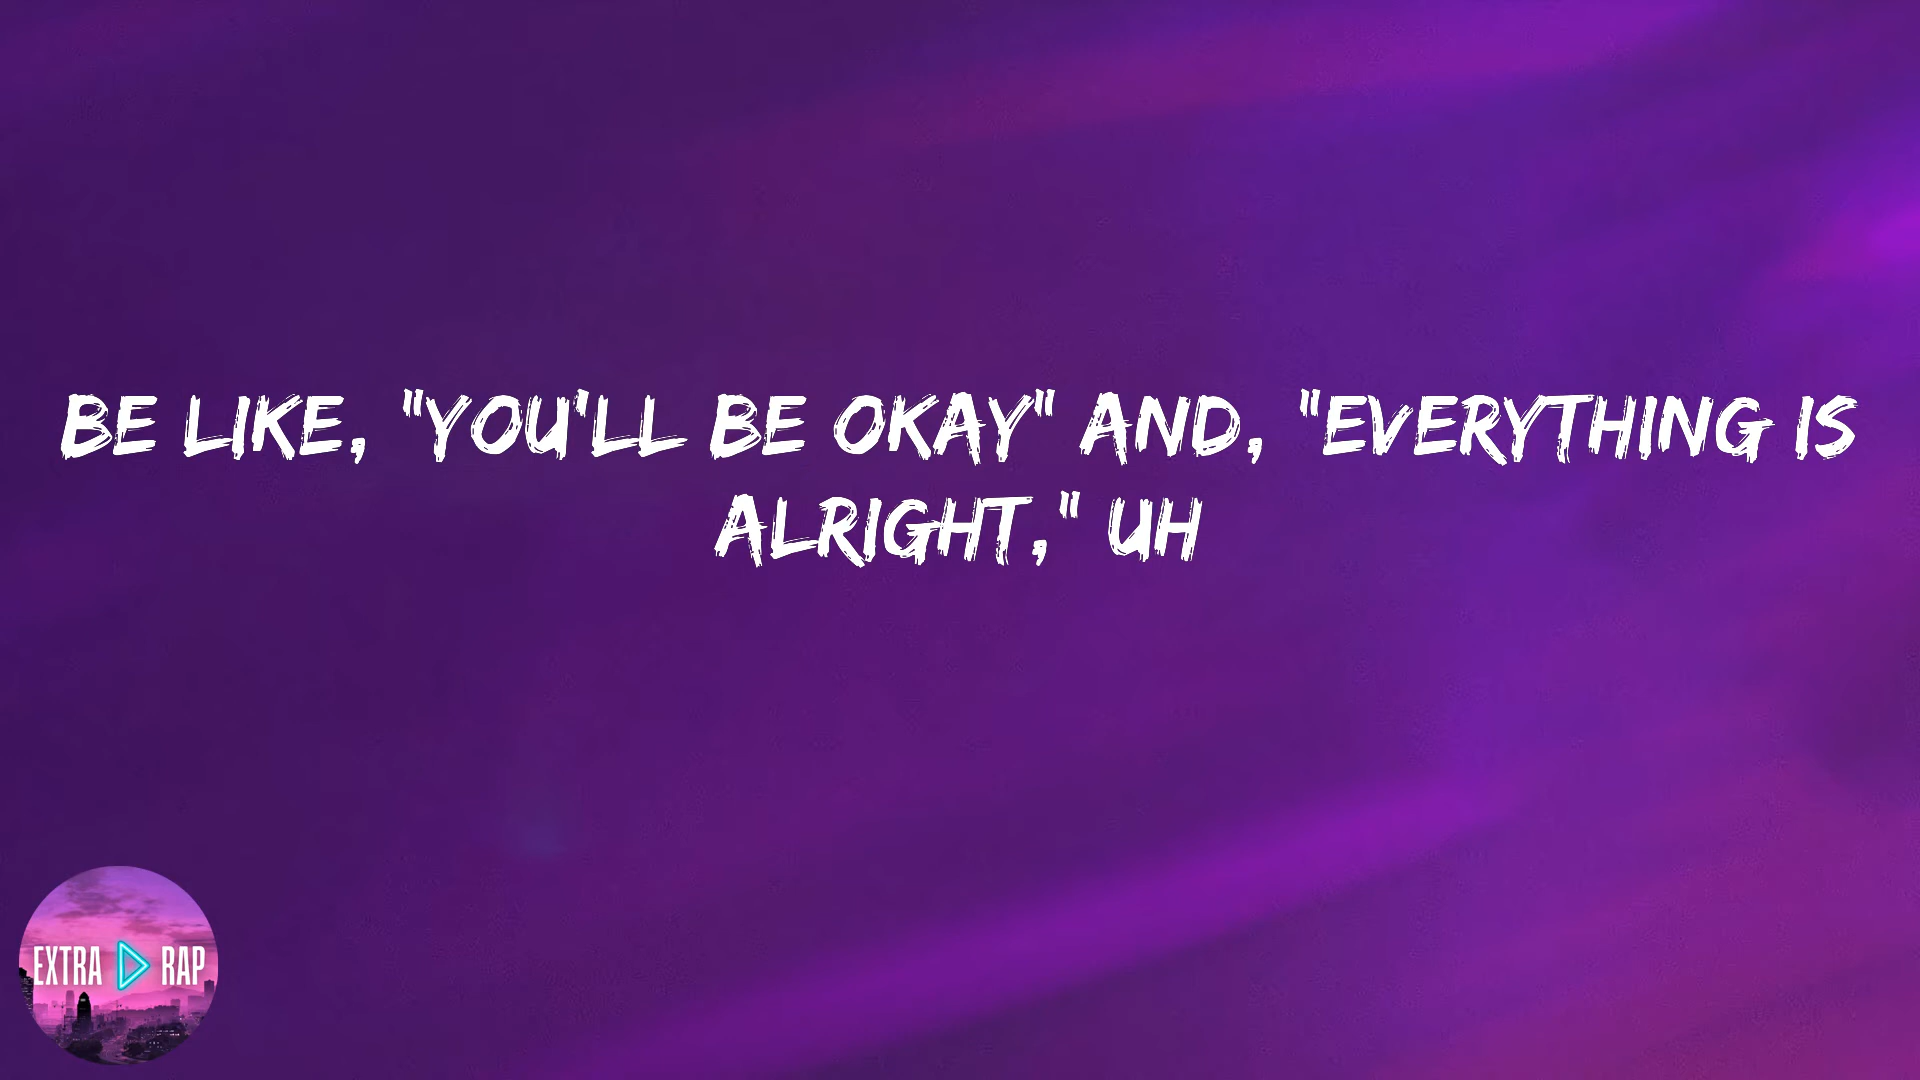 BE LIKE, "YOU'LL BE OKAY" AND, "EVERYTHING IS
ALRIGHT," UH
EXTRA RAP